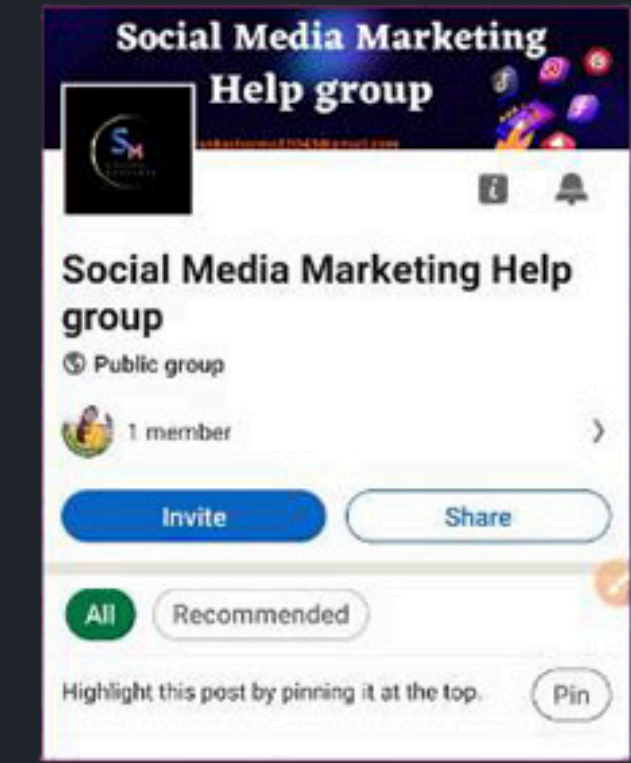 Social Media Marketing
Help group
SM
Social Media Marketing Help
group
Public group
1 member
Invite
Share
All
Recommended
Highlight this post by pinning it at the top.
Pin